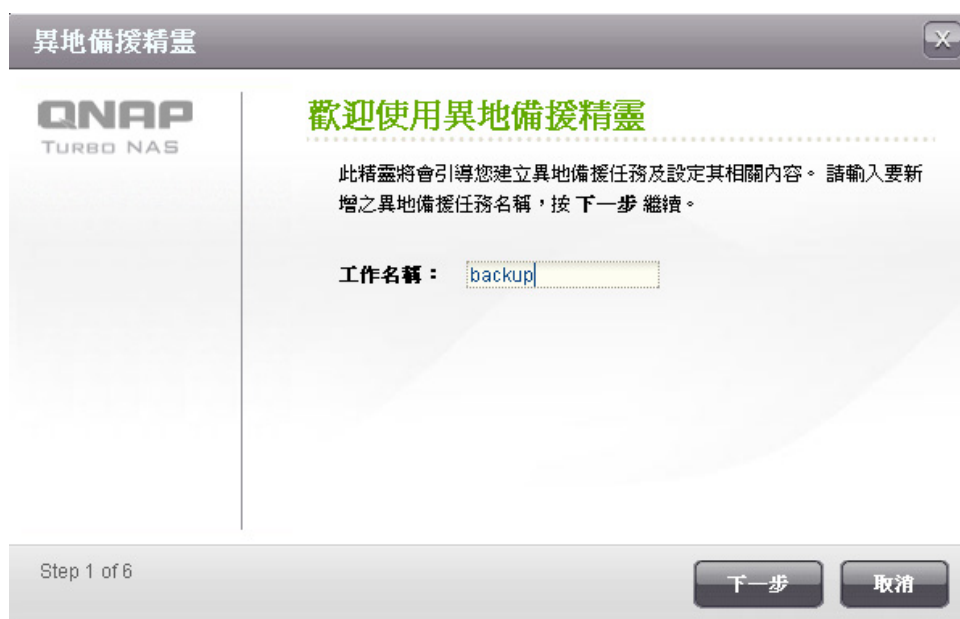 異地備援精靈
X
QNAP
TURBO NAS
歡迎使用異地備援精靈
此精靈將會引導您建立異地備援任務及設定其相關內容。 請輸入要新
增之異地備援任務名稱，按 下一步 繼續。
工作名稱： backup
Step 1 of 6
下一步 取消